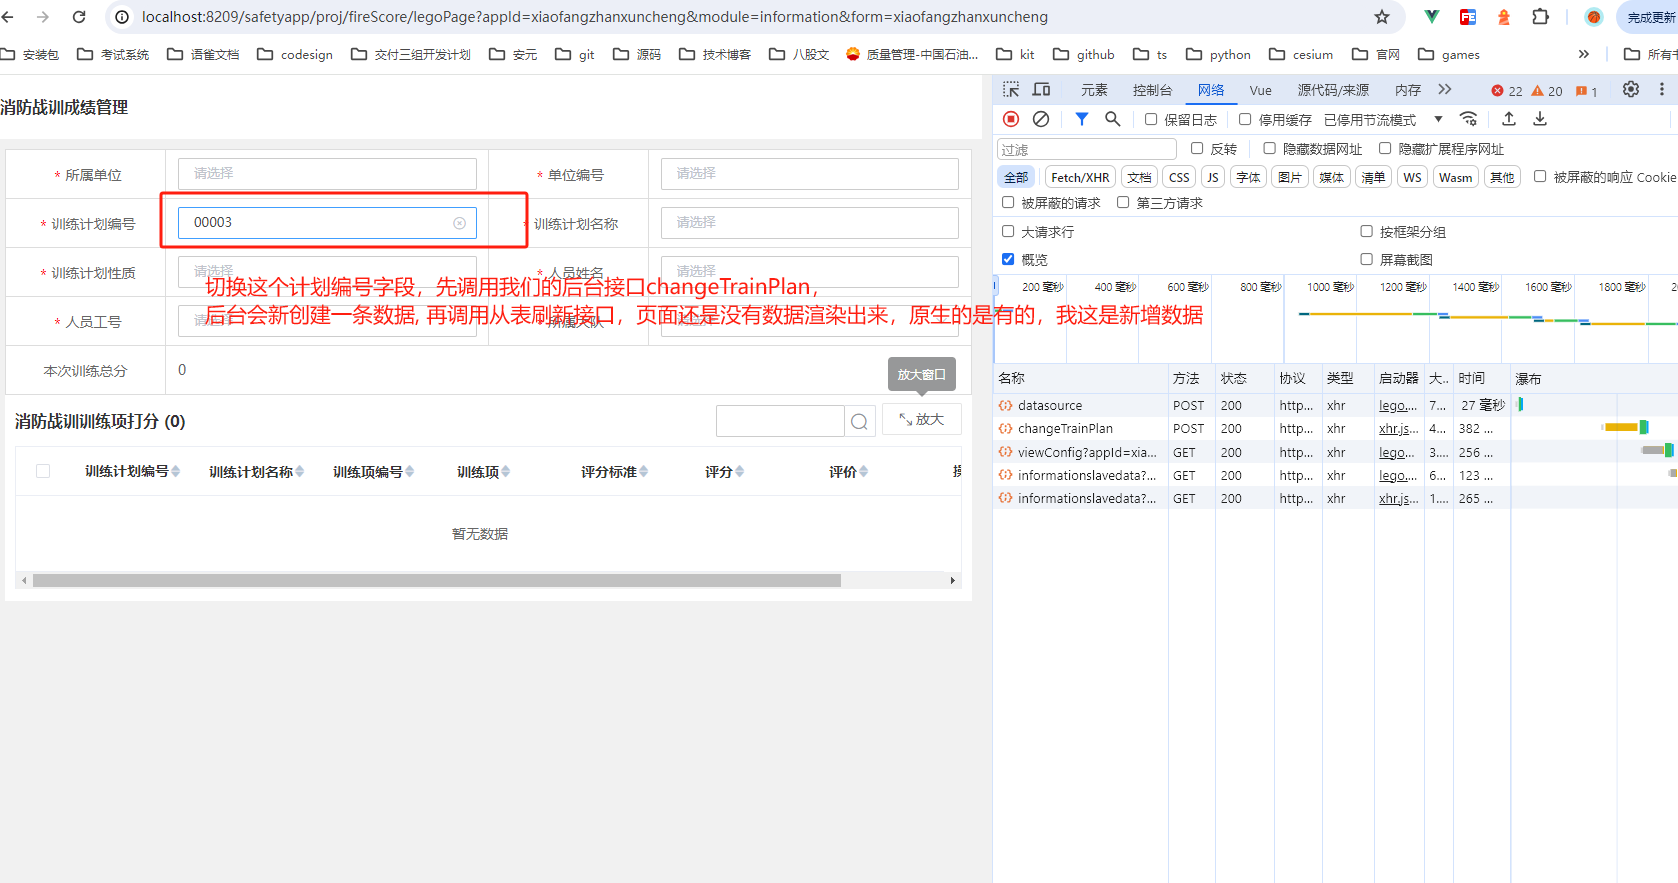 localhost:8209/safetyapp/proj/fireScore/legoPage?appId=xiaofangzhanxuncheng&module=information&form=xiaofangzhanxuncheng
完成更新
安装包 考试系统 语雀文档 codesign 交付三组开发计划 安元 git 源码 技术博客 八股文 质量管理-中国石油... kit github ts python cesium 官网 games » 所有书
消防战训成绩管理
* 所属单位 请选择 * 单位编号 请选择
* 训练计划编号 00003 * 训练计划名称 请选择
* 训练计划性质 请选择 * 人员姓名 请选择
切换这个计划编号字段，先调用我们的后台接口changeTrainPlan，
后台会新创建一条数据, 再调用从表刷新接口，页面还是没有数据渲染出来，原生的是有的，我这是新增数据
* 人员工号
本次训练总分 0
放大窗口
消防战训训练项打分 (0) 放大
训练计划编号 训练计划名称 训练项编号 训练项 评分标准 评分 评价
暂无数据
元素 控制台 网络 Vue 源代码/来源 内存 22 20 1
保留日志 停用缓存 已停用节流模式
过滤 反转 隐藏数据网址 隐藏扩展程序网址
全部 Fetch/XHR 文档 CSS JS 字体 图片 媒体 清单 WS Wasm 其他 被屏蔽的响应 Cookie
被屏蔽的请求 第三方请求
大请求行 按框架分组
概览 屏幕截图
200 毫秒 400 毫秒 600 毫秒 800 毫秒 1000 毫秒 1200 毫秒 1400 毫秒 1600 毫秒 1800 毫秒
名称 方法 状态 协议 类型 启动器 大.. 时间 瀑布
datasource POST 200 http... xhr lego.... 7... 27 毫秒
changeTrainPlan POST 200 http... xhr xhr.js... 4... 382 ...
viewConfig?appId=xia... GET 200 http... xhr lego.... 3.... 256 ...
informationslavedata?... GET 200 http... xhr lego.... 6... 123 ...
informationslavedata?... GET 200 http... xhr xhr.js... 1.... 265 ...